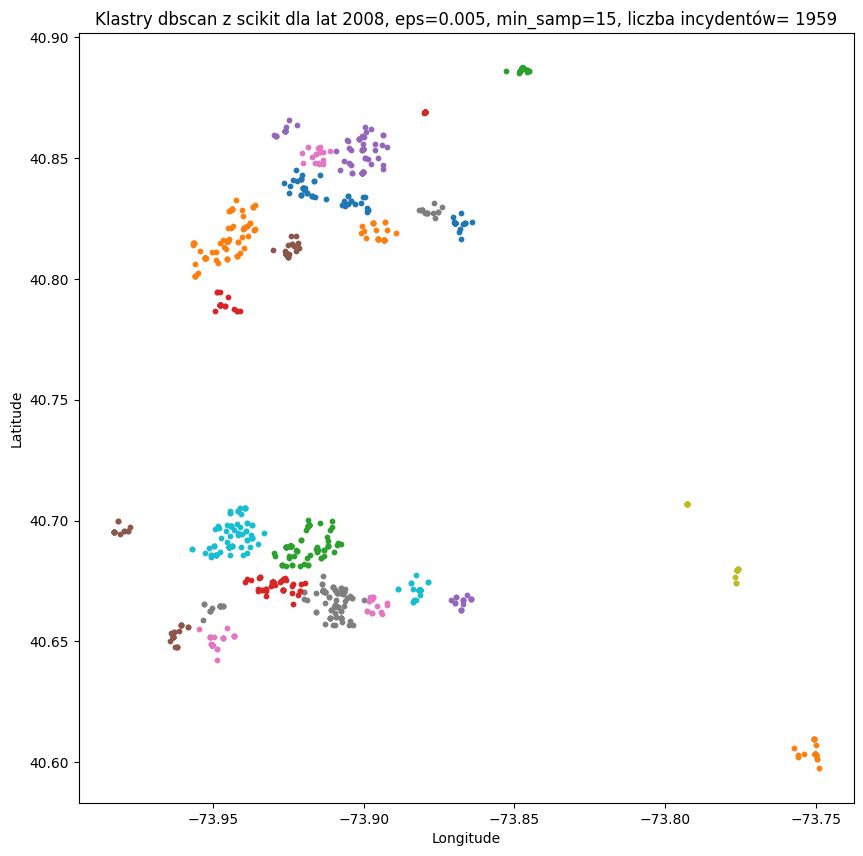 Klastry dbscan z scikit dla lat 2008, eps=0.005, min_samp=15, liczba incydentów= 1959
40.90
40.85
40.80
40.75
40.70
40.65
40.60
Latitude
−73.95 −73.90 −73.85 −73.80 −73.75
Longitude